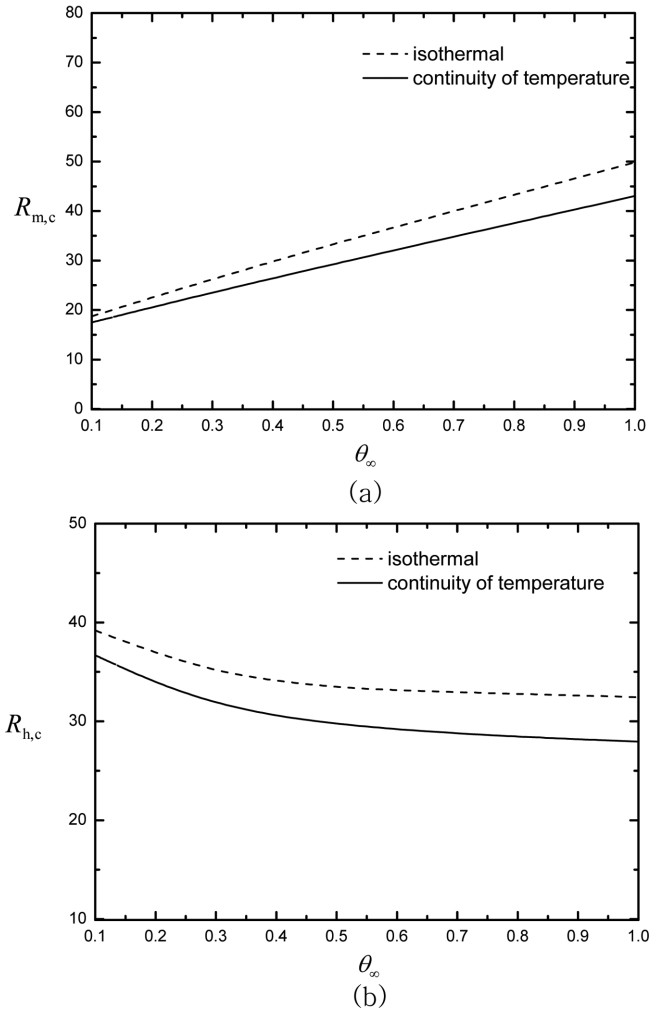 80
70
60
50
40
30
20
10
0
isothermal
continuity of temperature
R_m,c
0.1 0.2 0.3 0.4 0.5 0.6 0.7 0.8 0.9 1.0
θ_∞
(a)
50
40
30
20
10
isothermal
continuity of temperature
R_h,c
0.1 0.2 0.3 0.4 0.5 0.6 0.7 0.8 0.9 1.0
θ_∞
(b)